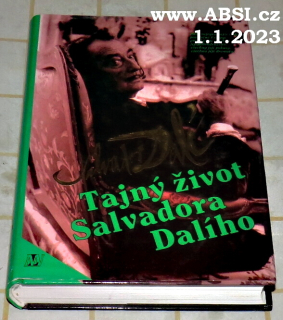 www.ABSI.cz
1.1.2023
Tajný život
Salvadora
Dalího
M